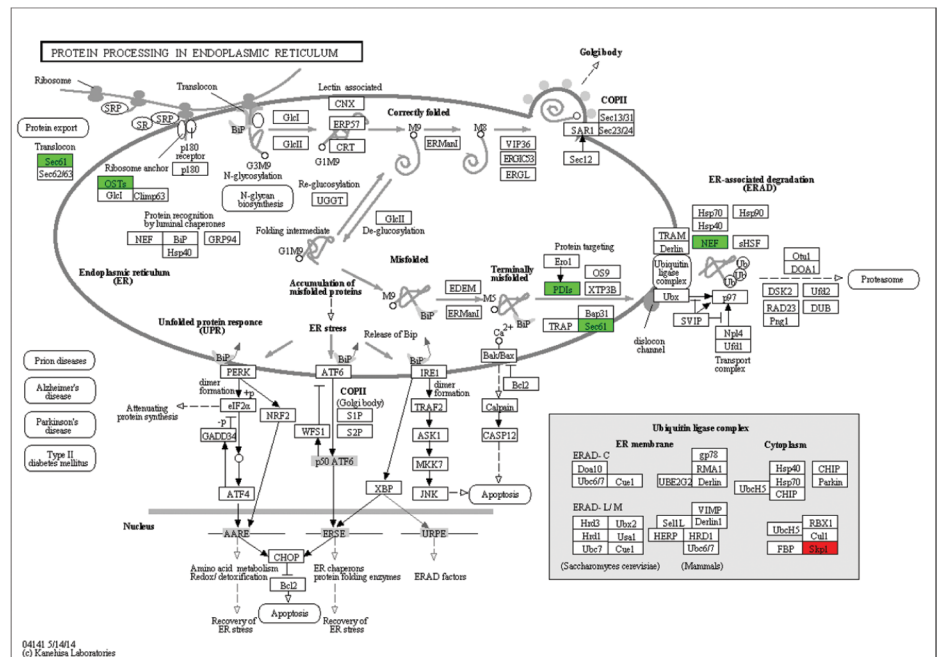 PROTEIN PROCESSING IN ENDOPLASMIC RETICULUM
Ribosome
SRP
SR
SRP
Translocon
BiP
p180
receptor
p180
Protein export
Translocon
Sec61
Sec62/63
Ribosome anchor
OSTs
GlcI
Climp63
Protein recognition
by luminal chaperones
NEF
BiP
GRP94
Hsp40
Endoplasmic reticulum
(ER)
GlcI
GlcII
G3M9
N-glycosylation
N-glycan
biosynthesis
Lectin associated
CNX
ERP57
CRT
G1M9
Re-glucosylation
UGGT
Correctly folded
M9
M8
ERManI
VIP36
ERGIC53
ERGL
Golgi body
COPII
Sec13/31
SAR1
Sec23/24
Sec12
GlcII
De-glucosylation
Folding intermediate
G1M9
Misfolded
Accumulation of
misfolded proteins
ER stress
M9
BiP
EDEM
ERManI
M5
Terminally
misfolded
BiP
Protein targeting
Ero1
PDIs
OS9
XTP3B
Bap31
TRAP
Sec61
ER-associated degradation
(ERAD)
Hsp70
Hsp90
Hsp40
NEF
sHSF
TRAM
Derlin
Ubiquitin
ligase
complex
Ubx
Ub
Ub
Ub
p97
SVIP
Npl4
Ufd1
Transport
complex
dislocon
channel
Otu1
DOA1
DSK2
Ufd2
RAD23
DUB
Png1
Proteasome
Unfolded protein responce
(UPR)
Release of Bip
BiP
BiP
BiP
PERK
ATF6
IRE1
Ca2+
Bak/Bax
Bcl2
Calpain
CASP12
Apoptosis
dimer
formation
+p
eIF2α
-p
GADD34
Attenuating
protein synthesis
NRF2
ATF4
COPII
(Golgi body)
WFS1
S1P
S2P
p50 ATF6
dimer
formation
TRAF2
ASK1
MKK7
JNK
XBP
Prion diseases
Alzheimer's
disease
Parkinson's
disease
Type II
diabetes mellitus
Nucleus
AARE
ERSE
URPE
CHOP
Bcl2
Apoptosis
Amino acid metabolism
Redox/ detoxification
ER chaperons
protein folding enzymes
ERAD factors
Recovery of
ER stress
Recovery of
ER stress
Ubiquitin ligase complex
ER membrane
Cytoplasm
ERAD- C
Doa10
Ubc6/7
Cue1
gp78
RMA1
UBE2G2
Derlin
Hsp40
CHIP
Hsp70
Parkin
UbcH5
CHIP
ERAD- L/ M
Hrd3
Ubx2
Hrd1
Usa1
Ubc7
Cue1
VIMP
Sel1L
Derlin1
HERP
HRD1
Ubc6/7
UbcH5
RBX1
Cul1
FBP
Skp1
(Saccharomyces cerevisiae)
(Mammals)
04141 5/14/14
(c) Kanehisa Laboratories